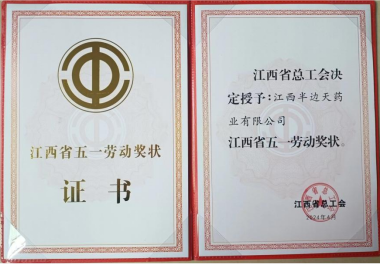 江西省五一劳动奖状
证书
江西省总工会决
定授予：江西半边天药
业有限公司
江西省五一劳动奖状。
江西省总工会
2024年4月